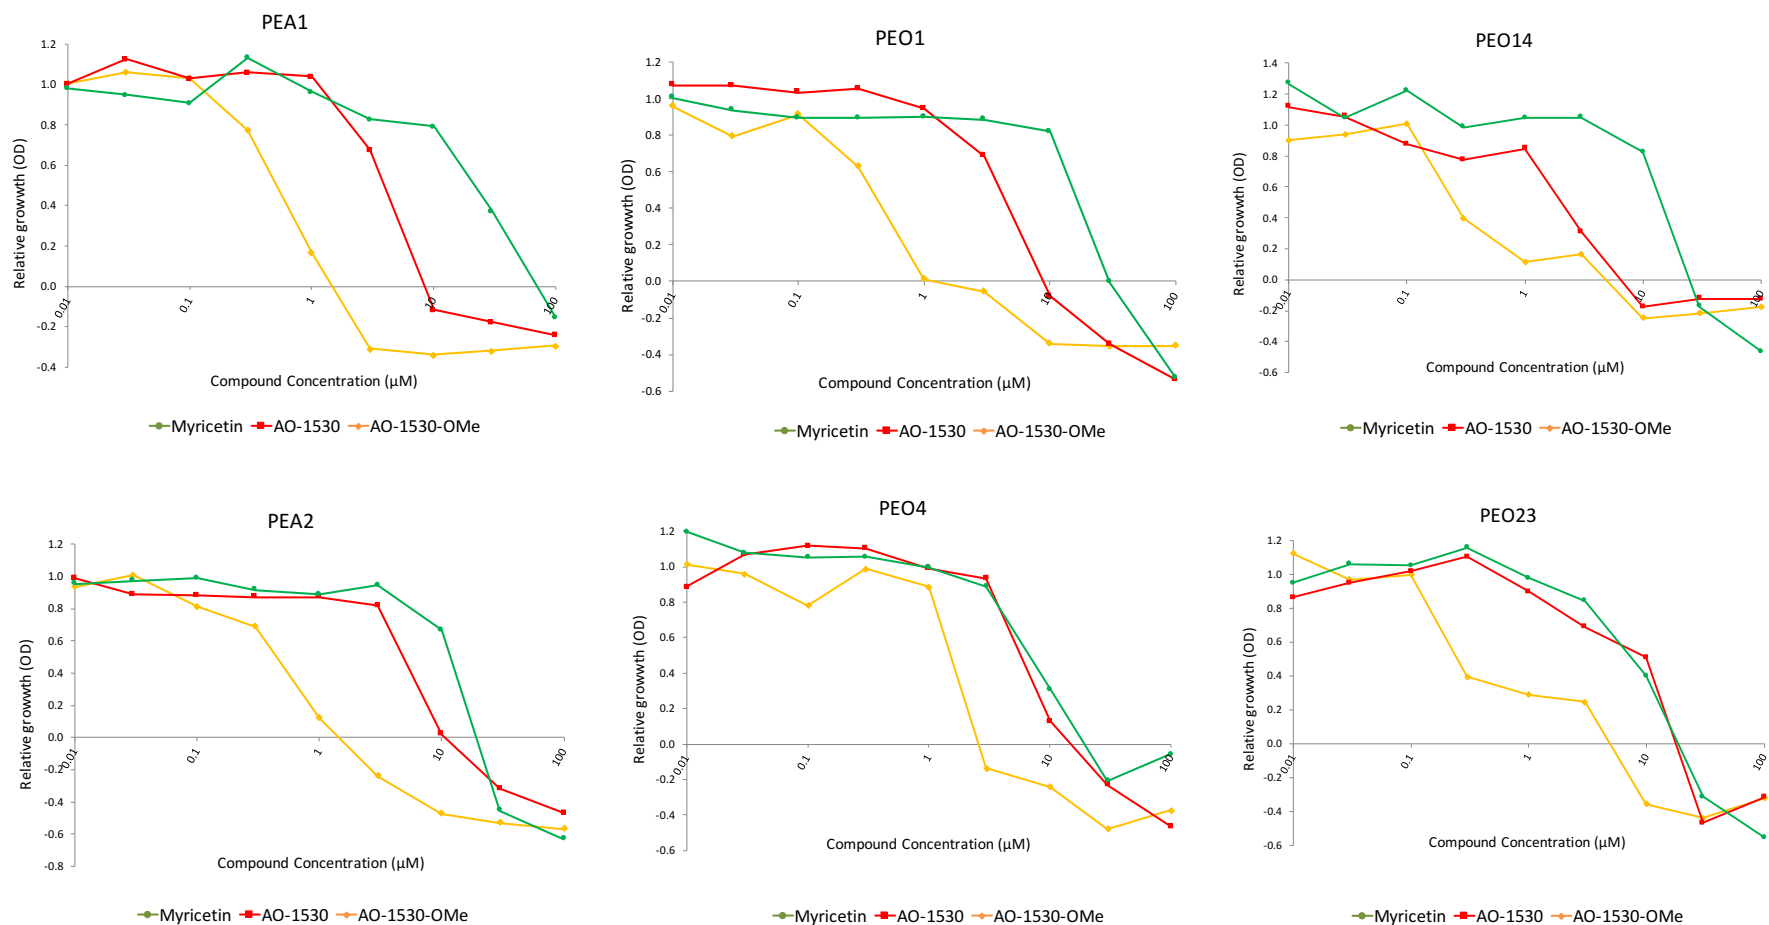 PEA1
1.2
1.0
0.8
0.6
0.4
0.2
0.0
-0.2
-0.4
Relative growwth (OD)
0.01 0.1 1 10 100
Compound Concentration (µM)
Myricetin AO-1530 AO-1530-OMe
PEO1
1.2
1.0
0.8
0.6
0.4
0.2
0.0
-0.2
-0.4
-0.6
Relative growwth (OD)
0.01 0.1 1 10 100
Compound Concentration (µM)
Myricetin AO-1530 AO-1530-OMe
PEO14
1.4
1.2
1.0
0.8
0.6
0.4
0.2
0.0
-0.2
-0.4
-0.6
Relative growwth (OD)
0.01 0.1 1 10 100
Compound Concentration (µM)
Myricetin AO-1530 AO-1530-OMe
PEA2
1.2
1.0
0.8
0.6
0.4
0.2
0.0
-0.2
-0.4
-0.6
-0.8
Relative growwth (OD)
0.01 0.1 1 10 100
Compound Concentration (µM)
Myricetin AO-1530 AO-1530-OMe
PEO4
1.2
1.0
0.8
0.6
0.4
0.2
0.0
-0.2
-0.4
-0.6
Relative growwth (OD)
0.01 0.1 1 10 100
Compound Concentration (µM)
Myricetin AO-1530 AO-1530-OMe
PEO23
1.2
1.0
0.8
0.6
0.4
0.2
0.0
-0.2
-0.4
-0.6
Relative growwth (OD)
0.01 0.1 1 10 100
Compound Concentration (µM)
Myricetin AO-1530 AO-1530-OMe